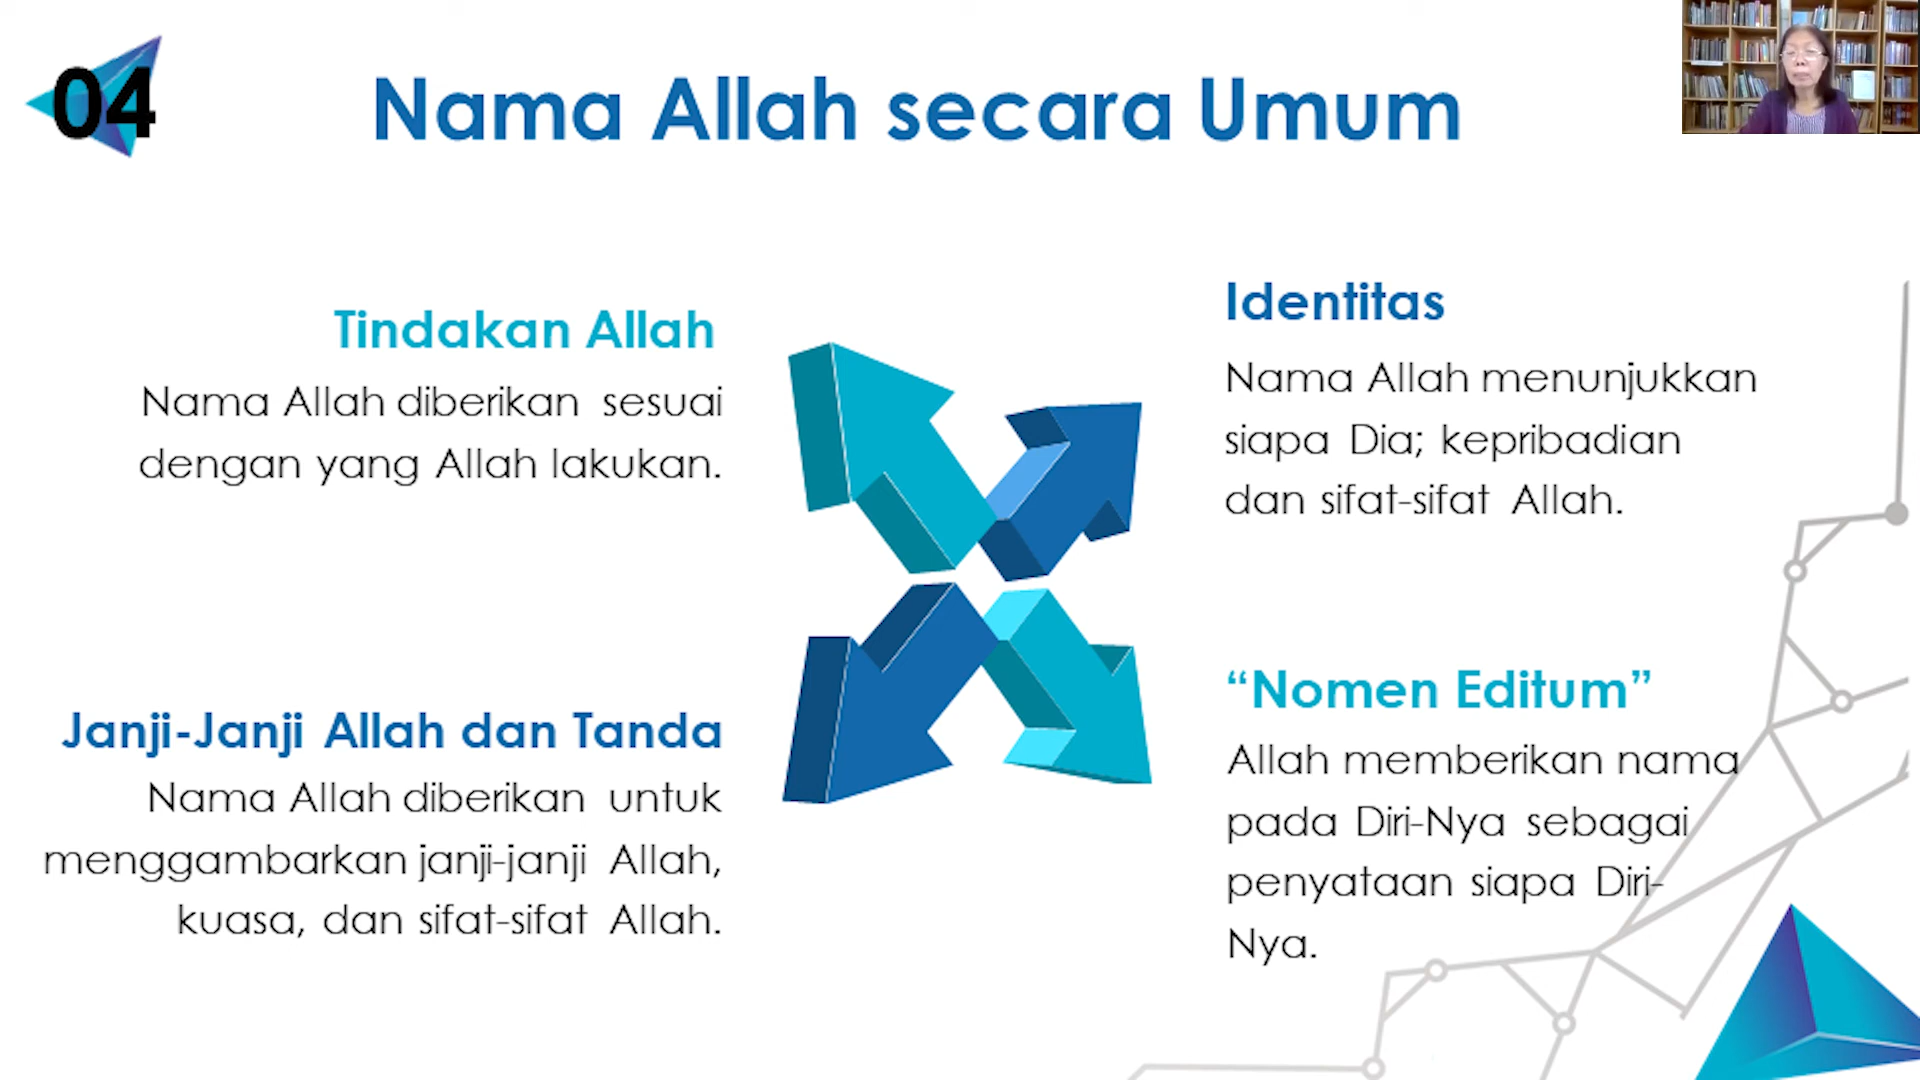 04
Nama Allah secara Umum
Tindakan Allah
Nama Allah diberikan sesuai
dengan yang Allah lakukan.
Identitas
Nama Allah menunjukkan
siapa Dia; kepribadian
dan sifat-sifat Allah.
Janji-Janji Allah dan Tanda
Nama Allah diberikan untuk
menggambarkan janji-janji Allah,
kuasa, dan sifat-sifat Allah.
“Nomen Editum”
Allah memberikan nama
pada Diri-Nya sebagai
penyataan siapa Diri-
Nya.